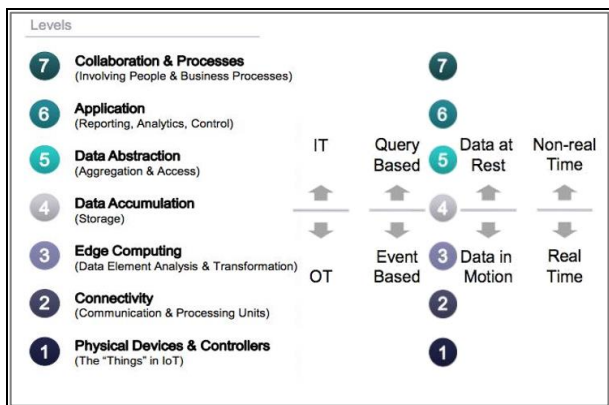 Levels
7 Collaboration & Processes 7
(Involving People & Business Processes)
6 Application 6
(Reporting, Analytics, Control)
5 Data Abstraction 5
(Aggregation & Access)
IT Query Based Data at Rest Non-real Time
4 Data Accumulation 4
(Storage)
3 Edge Computing 3
(Data Element Analysis & Transformation)
OT Event Based Data in Motion Real Time
2 Connectivity 2
(Communication & Processing Units)
1 Physical Devices & Controllers 1
(The "Things" in IoT)